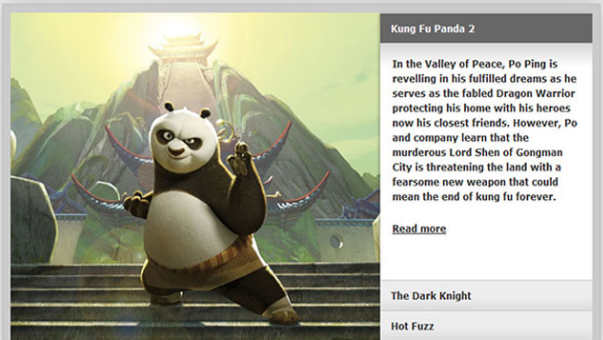 Kung Fu Panda 2
In the Valley of Peace, Po Ping is
revelling in his fulfilled dreams as he
serves as the fabled Dragon Warrior
protecting his home with his heroes
now his closest friends. However, Po
and company learn that the
murderous Lord Shen of Gongman
City is threatening the land with a
fearsome new weapon that could
mean the end of kung fu forever.
Read more
The Dark Knight
Hot Fuzz